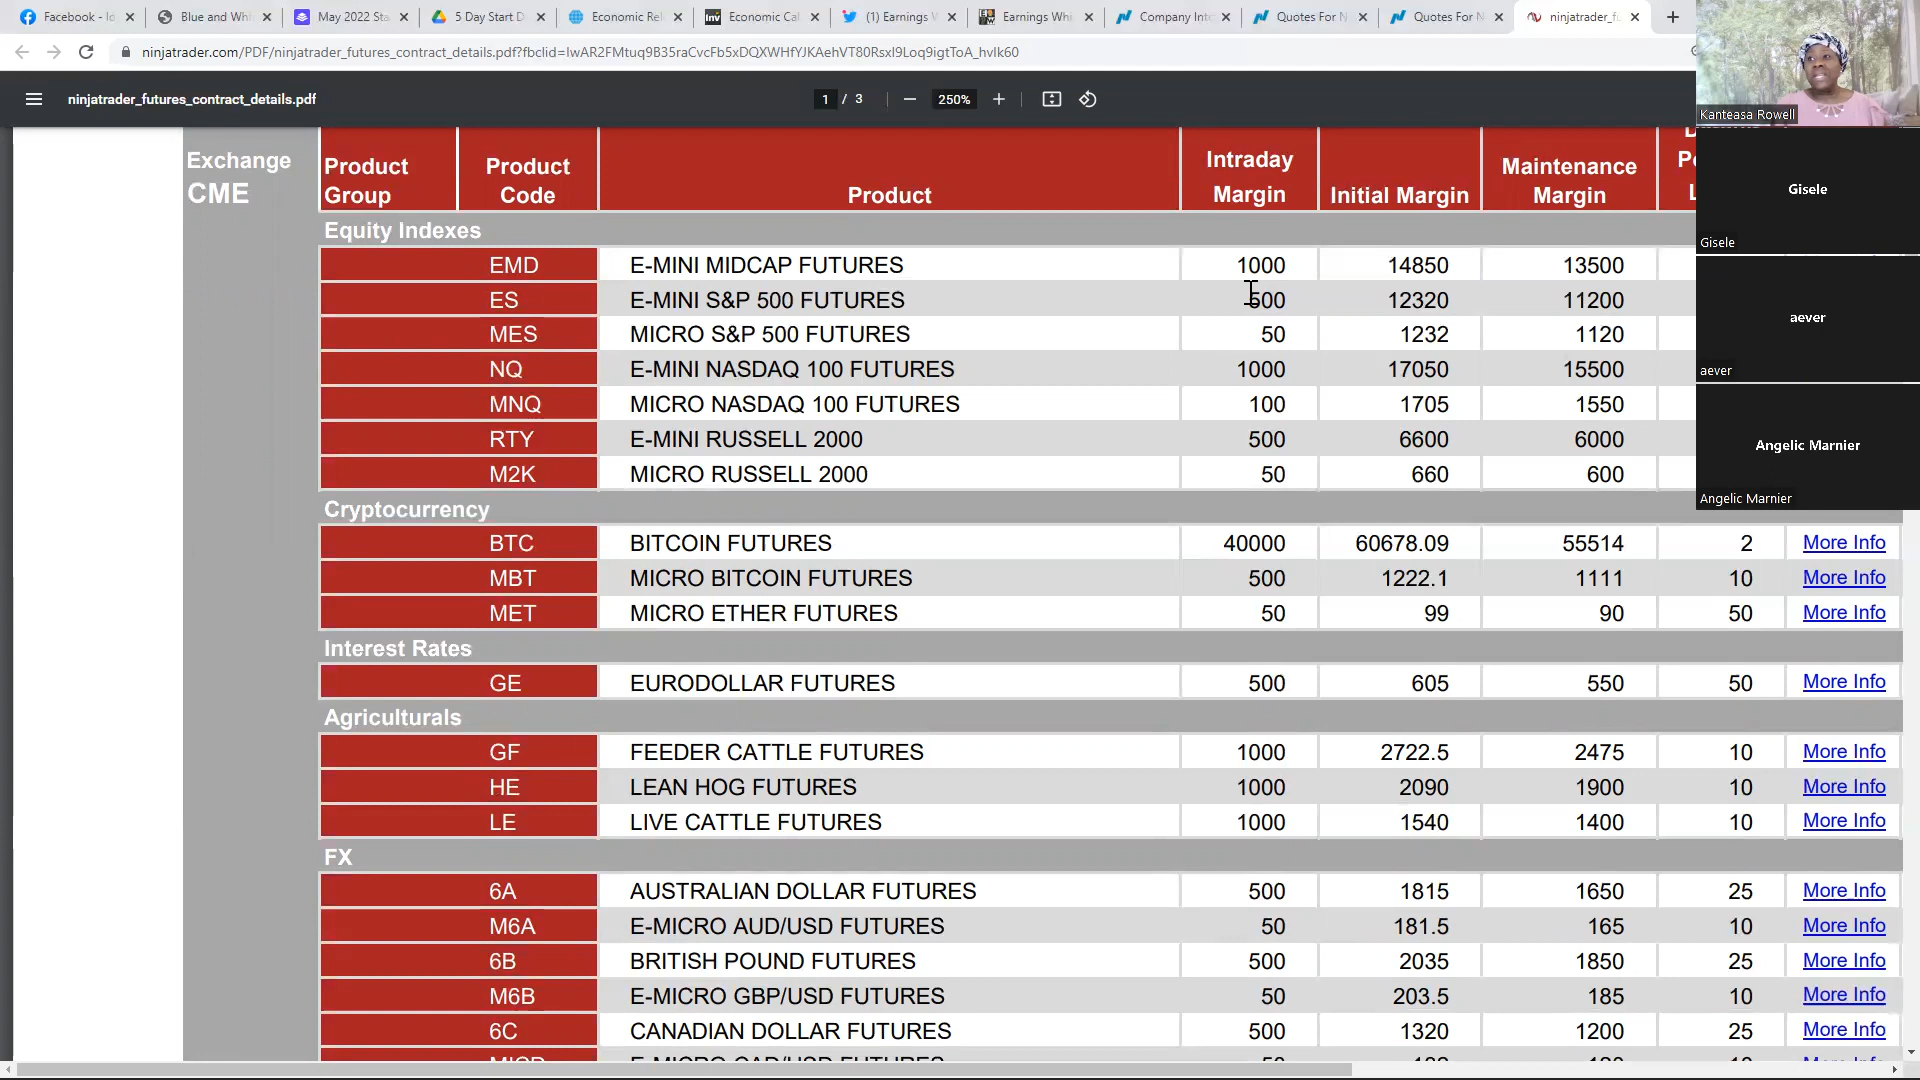 Facebook - Id
Blue and Whi
May 2022 Sta
5 Day Start D
Economic Rel
Economic Cal
(1) Earnings W
Earnings Whi
Company Int
Quotes For N
Quotes For N
ninjatrader_fu
ninjatrader.com/PDF/ninjatrader_futures_contract_details.pdf?fbclid=IwAR2FMtuq9B35raCvcFb5xDQXWHfYJKAehVT80RsxI9Loq9igtToA_hvIk60
ninjatrader_futures_contract_details.pdf
1 / 3
250%
Kanteasa Rowell
Gisele
Gisele
aever
aever
Angelic Marnier
Angelic Marnier
Exchange
CME
Product Group Product Code Product Intraday Margin Initial Margin Maintenance Margin
Equity Indexes
EMD E-MINI MIDCAP FUTURES 1000 14850 13500
ES E-MINI S&P 500 FUTURES 500 12320 11200
MES MICRO S&P 500 FUTURES 50 1232 1120
NQ E-MINI NASDAQ 100 FUTURES 1000 17050 15500
MNQ MICRO NASDAQ 100 FUTURES 100 1705 1550
RTY E-MINI RUSSELL 2000 500 6600 6000
M2K MICRO RUSSELL 2000 50 660 600
Cryptocurrency
BTC BITCOIN FUTURES 40000 60678.09 55514 2 More Info
MBT MICRO BITCOIN FUTURES 500 1222.1 1111 10 More Info
MET MICRO ETHER FUTURES 50 99 90 50 More Info
Interest Rates
GE EURODOLLAR FUTURES 500 605 550 50 More Info
Agriculturals
GF FEEDER CATTLE FUTURES 1000 2722.5 2475 10 More Info
HE LEAN HOG FUTURES 1000 2090 1900 10 More Info
LE LIVE CATTLE FUTURES 1000 1540 1400 10 More Info
FX
6A AUSTRALIAN DOLLAR FUTURES 500 1815 1650 25 More Info
M6A E-MICRO AUD/USD FUTURES 50 181.5 165 10 More Info
6B BRITISH POUND FUTURES 500 2035 1850 25 More Info
M6B E-MICRO GBP/USD FUTURES 50 203.5 185 10 More Info
6C CANADIAN DOLLAR FUTURES 500 1320 1200 25 More Info